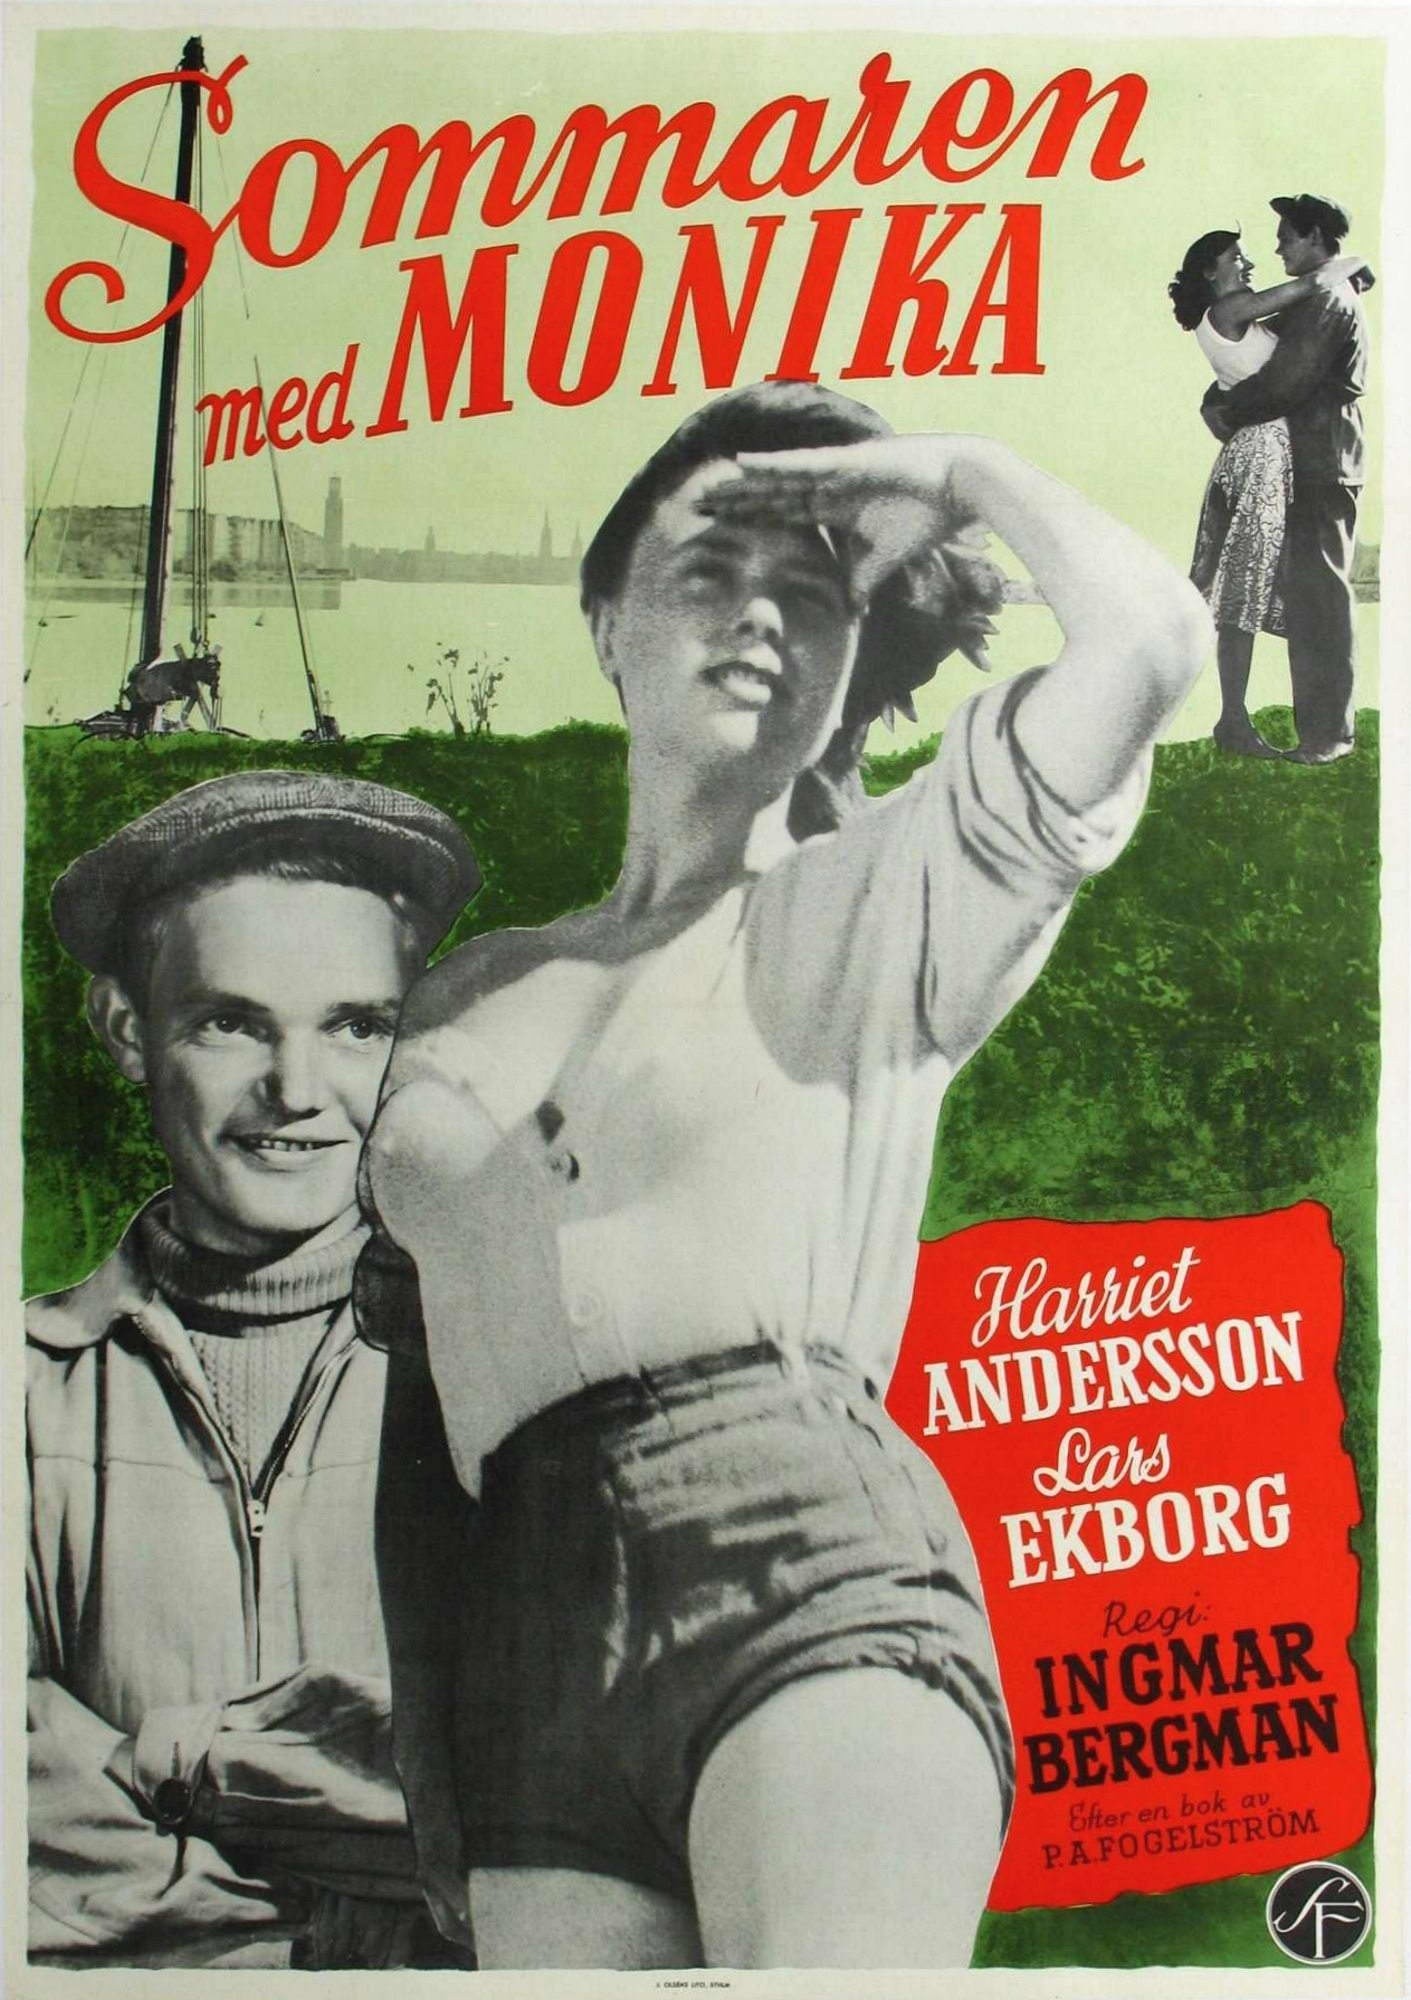 Sommaren
med MONIKA
Harriet
ANDERSSON
Lars
EKBORG
Regi:
INGMAR
BERGMAN
Efter en bok av
P. A. FOGELSTRÖM
SF